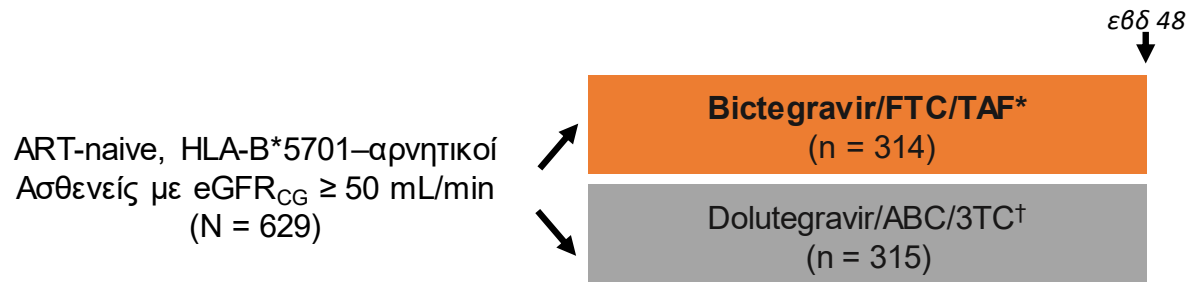 εβδ 48
Bictegravir/FTC/TAF*
(n = 314)
ART-naive, HLA-B*5701–αρνητικοί
Ασθενείς με eGFRCG ≥ 50 mL/min
(N = 629)
Dolutegravir/ABC/3TC†
(n = 315)